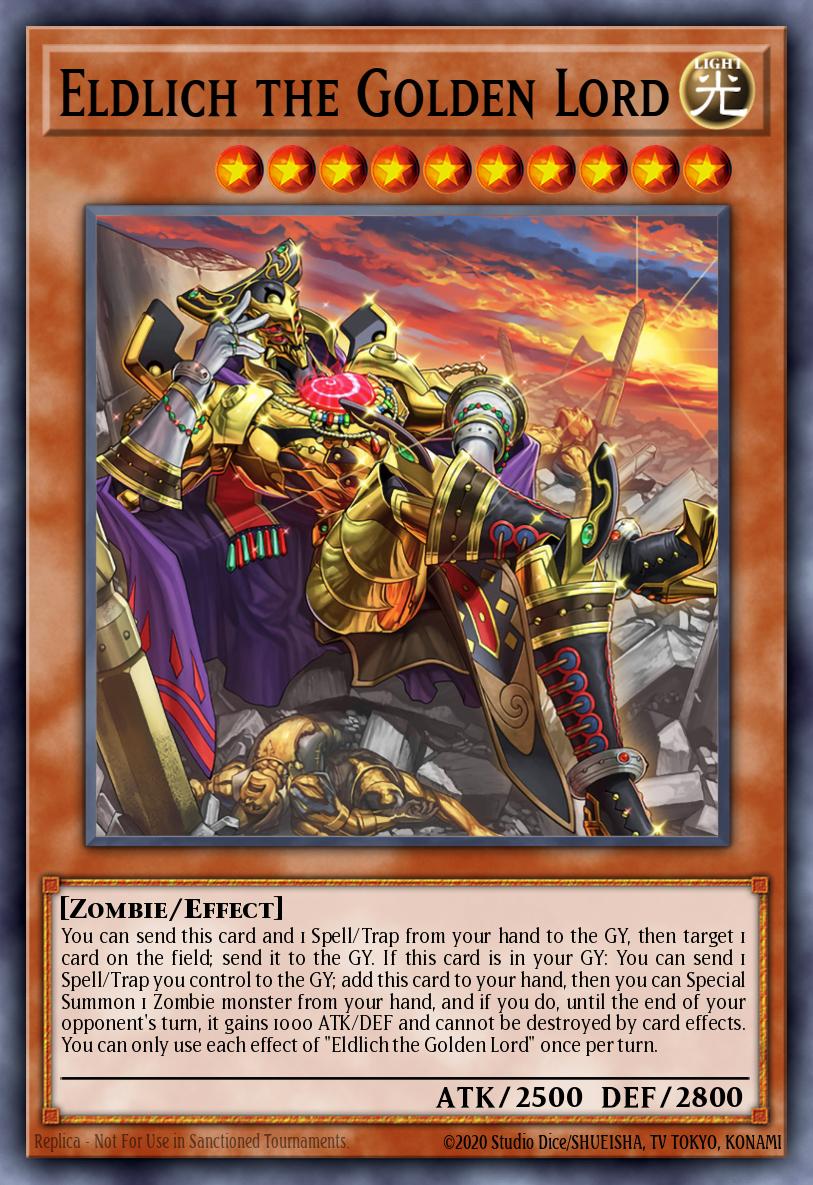 Eldlich the Golden Lord
LIGHT
光
[Zombie/Effect]
You can send this card and 1 Spell/Trap from your hand to the GY, then target 1
card on the field; send it to the GY. If this card is in your GY: You can send 1
Spell/Trap you control to the GY; add this card to your hand, then you can Special
Summon 1 Zombie monster from your hand, and if you do, until the end of your
opponent's turn, it gains 1000 ATK/DEF and cannot be destroyed by card effects.
You can only use each effect of "Eldlich the Golden Lord" once per turn.
ATK/2500 DEF/2800
Replica - Not For Use in Sanctioned Tournaments.
©2020 Studio Dice/SHUEISHA, TV TOKYO, KONAMI